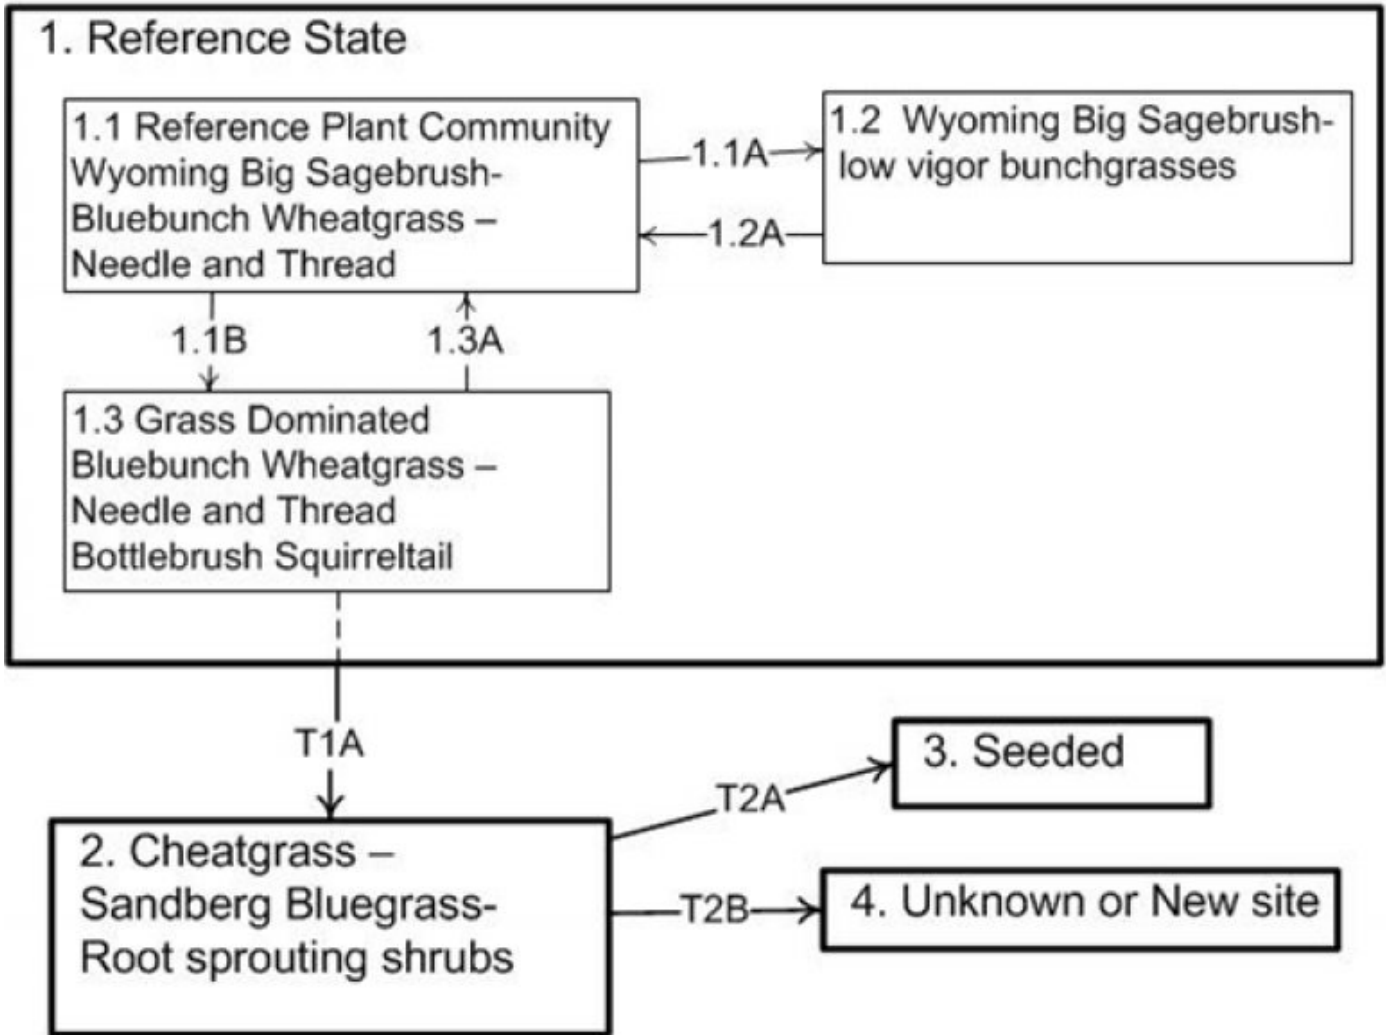 1. Reference State
1.1 Reference Plant Community
Wyoming Big Sagebrush-
Bluebunch Wheatgrass –
Needle and Thread
1.1A
1.2 Wyoming Big Sagebrush-
low vigor bunchgrasses
1.2A
1.1B
1.3A
1.3 Grass Dominated
Bluebunch Wheatgrass –
Needle and Thread
Bottlebrush Squirreltail
T1A
2. Cheatgrass –
Sandberg Bluegrass-
Root sprouting shrubs
T2A
3. Seeded
T2B
4. Unknown or New site